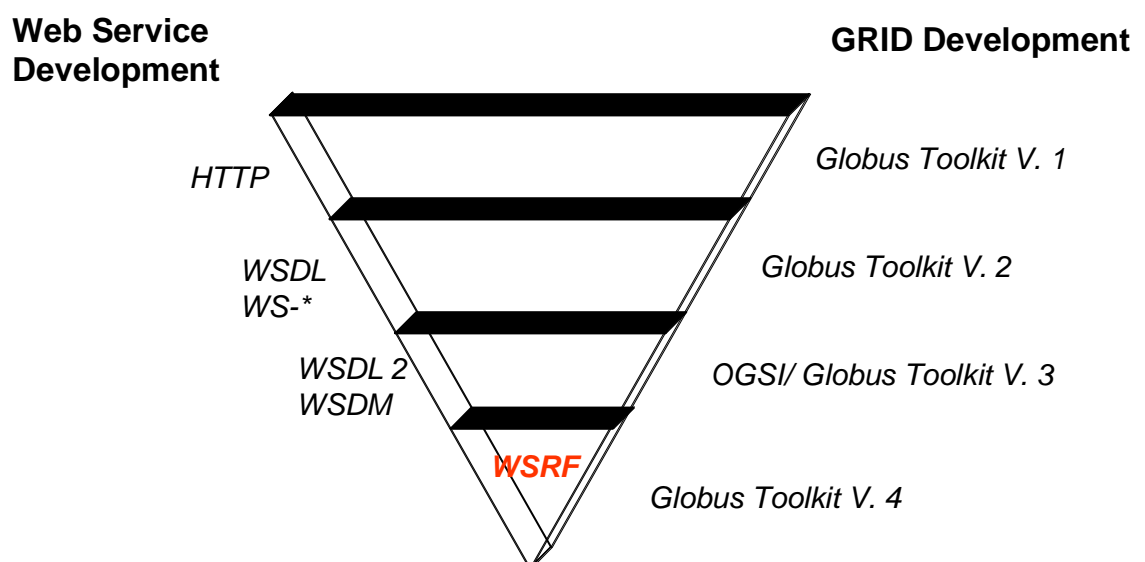 Web Service
Development
GRID Development
Globus Toolkit V. 1
HTTP
WSDL
WS-*
Globus Toolkit V. 2
WSDL 2
WSDM
OGSI/ Globus Toolkit V. 3
WSRF
Globus Toolkit V. 4